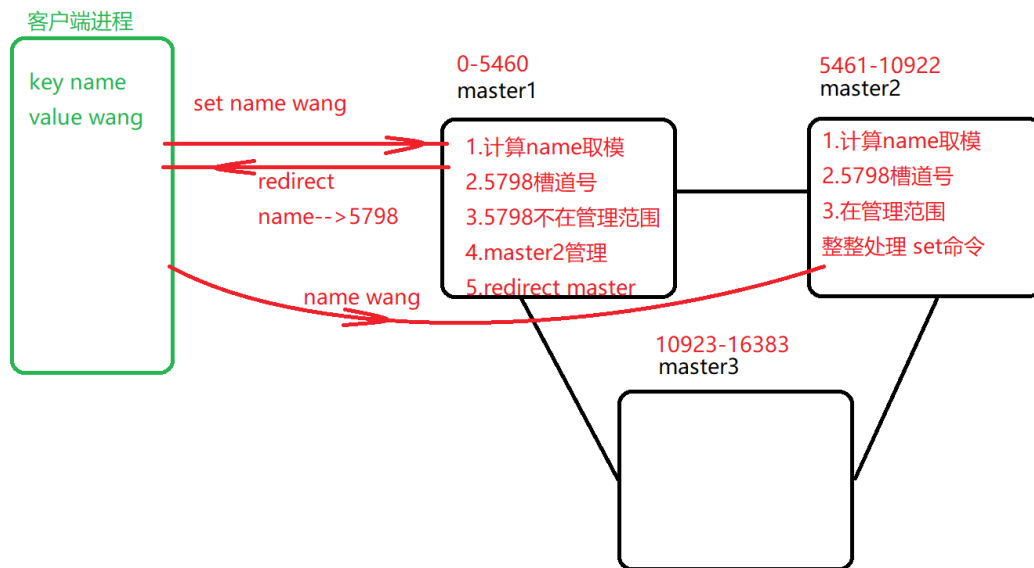 客户端进程
key name
value wang
set name wang
redirect
name-->5798
name wang
0-5460
master1
1.计算name取模
2.5798槽道号
3.5798不在管理范围
4.master2管理
5.redirect master
5461-10922
master2
1.计算name取模
2.5798槽道号
3.在管理范围
整整处理 set命令
10923-16383
master3